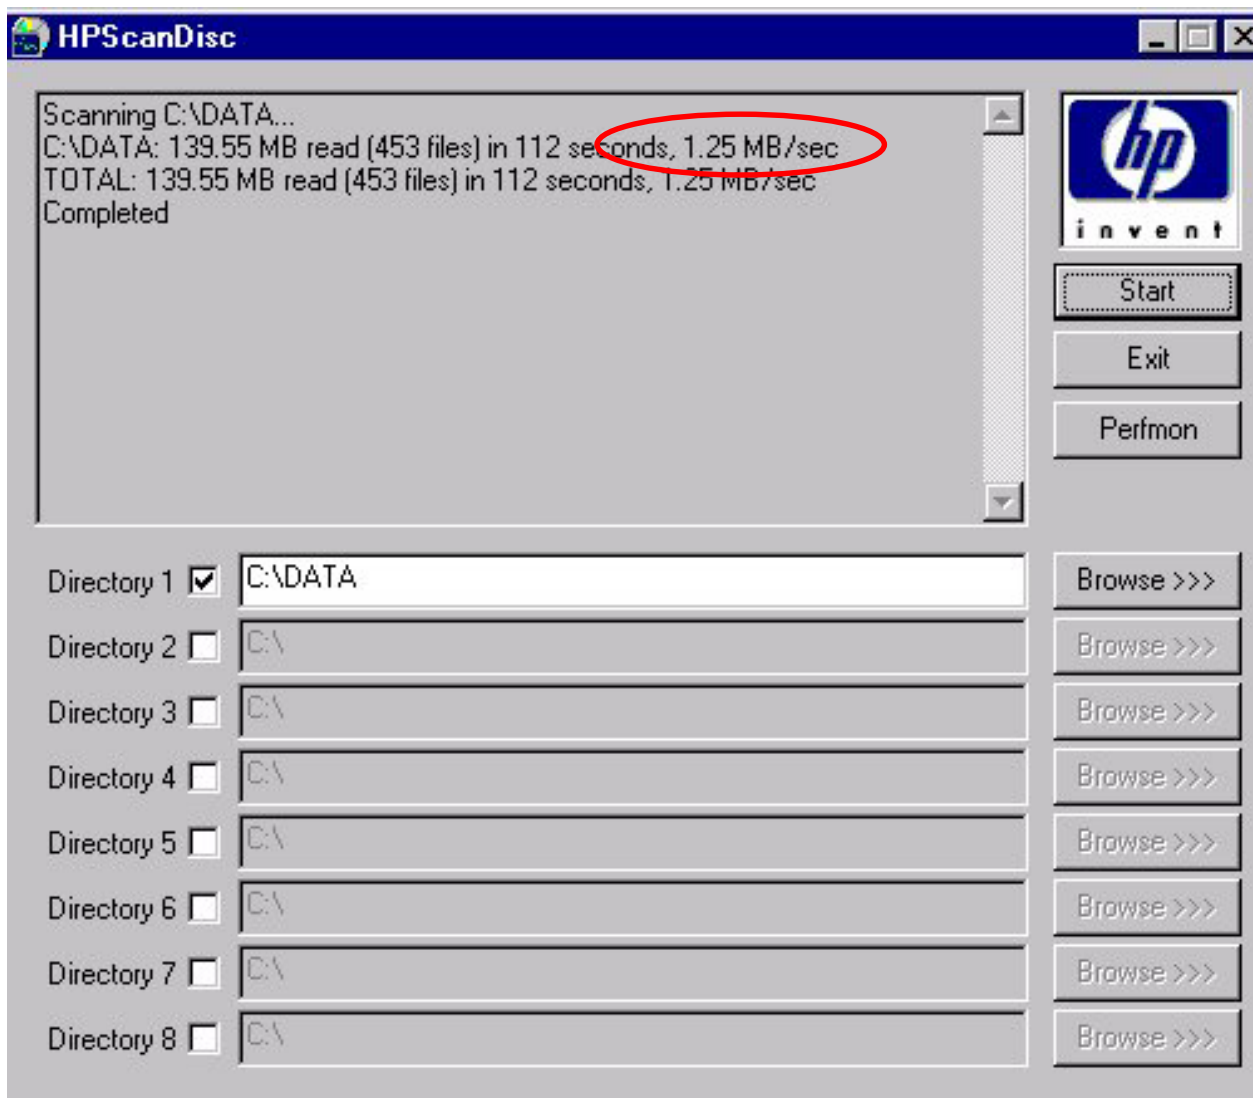 HPScanDisc
Scanning C:\DATA...
C:\DATA: 139.55 MB read (453 files) in 112 seconds, 1.25 MB/sec
TOTAL: 139.55 MB read (453 files) in 112 seconds, 1.25 MB/sec
Completed
hp
invent
Start
Exit
Perfmon
Directory 1 C:\DATA Browse >>>
Directory 2 C:\ Browse >>>
Directory 3 C:\ Browse >>>
Directory 4 C:\ Browse >>>
Directory 5 C:\ Browse >>>
Directory 6 C:\ Browse >>>
Directory 7 C:\ Browse >>>
Directory 8 C:\ Browse >>>